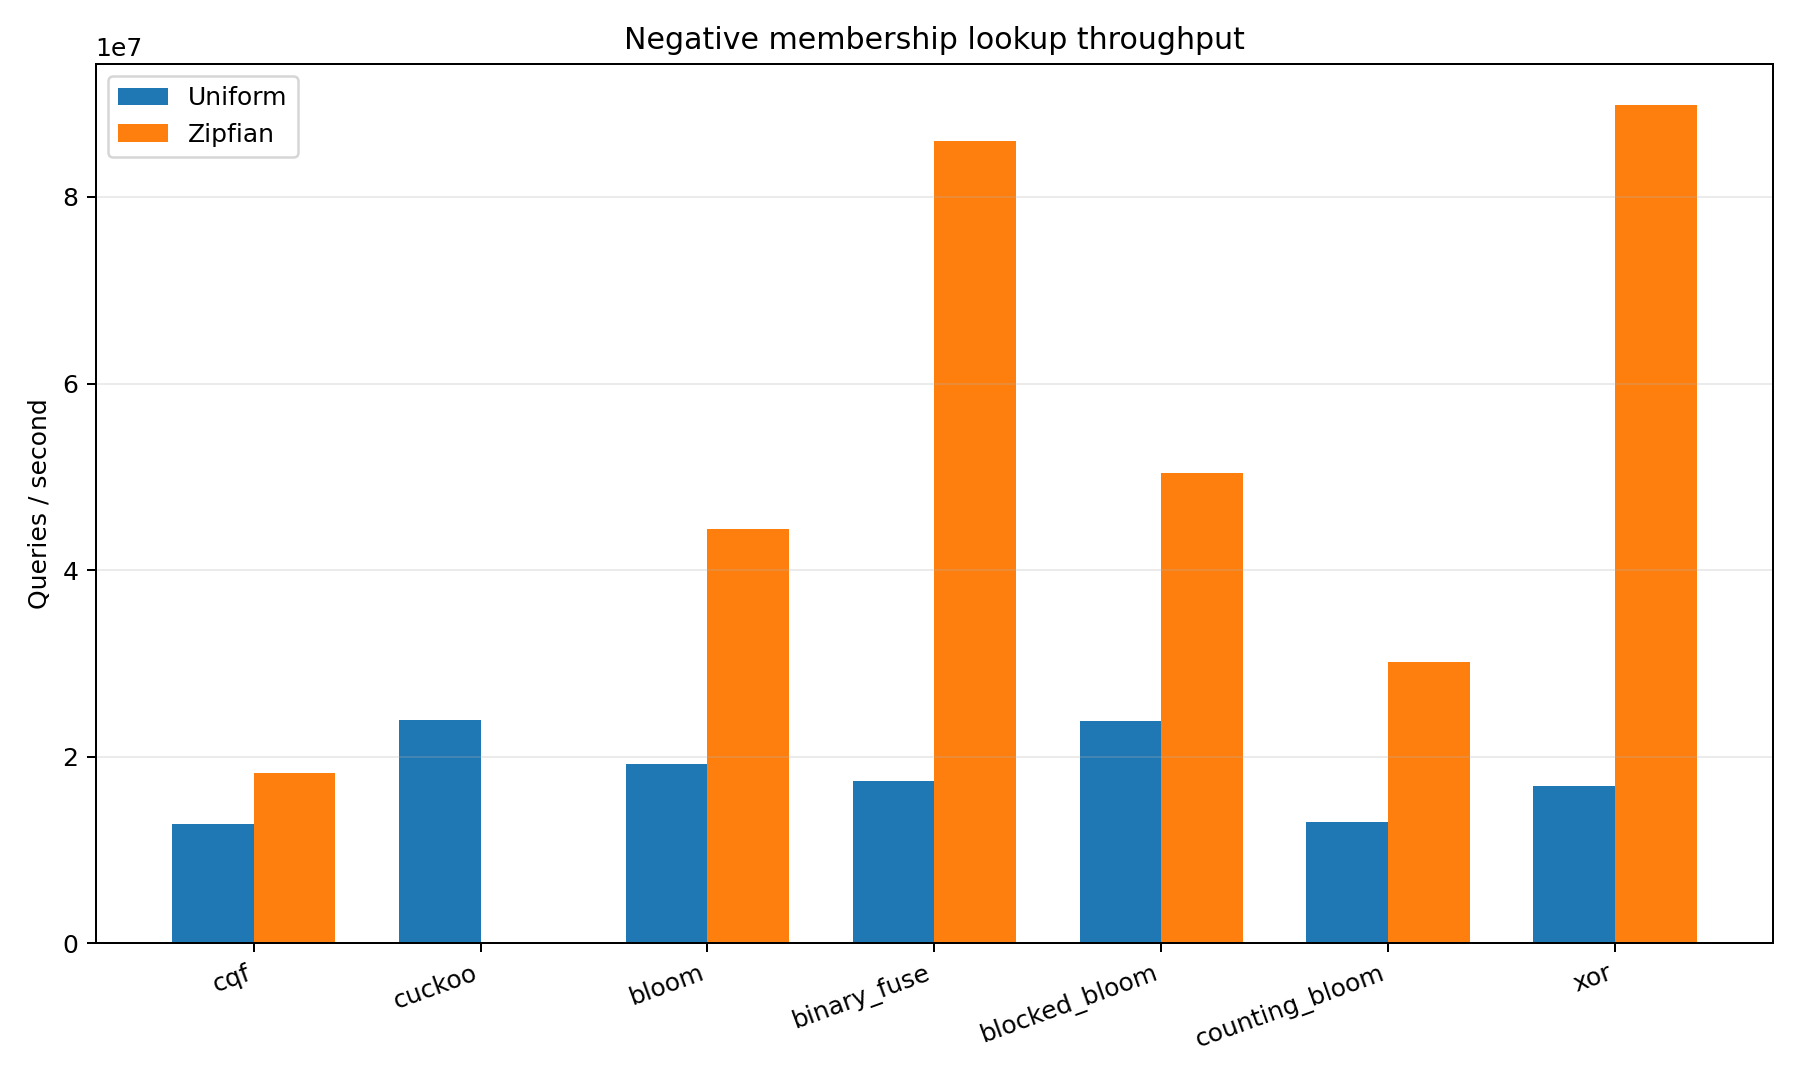 Negative membership lookup throughput
1e7
Uniform
Zipfian
8
6
4
2
0
Queries / second
cqf
cuckoo
bloom
binary_fuse
blocked_bloom
counting_bloom
xor